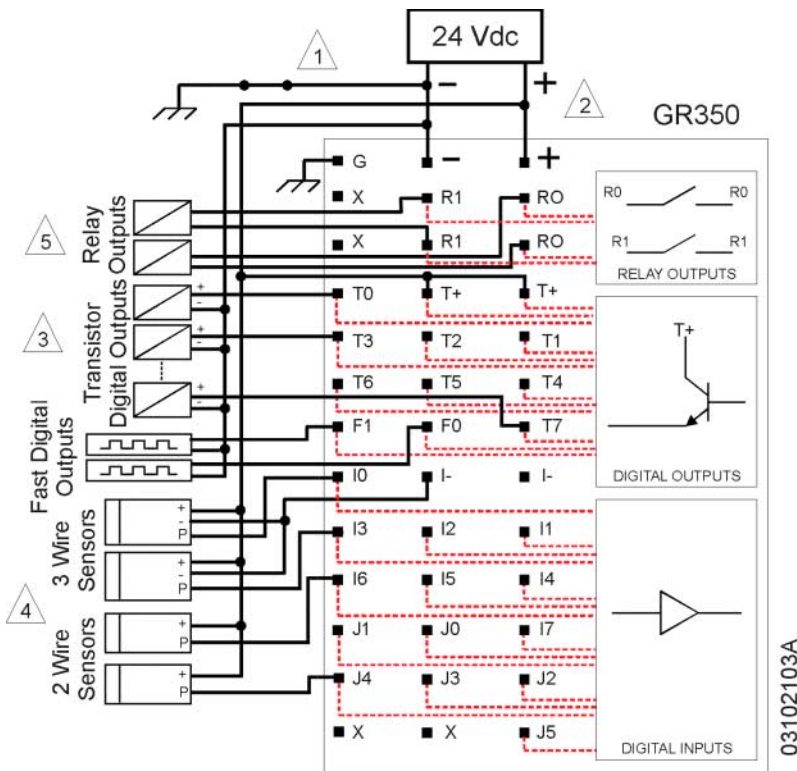 24 Vdc
1
-
+
2
GR350
G
-
+
X
R1
RO
X
R1
RO
R0
R0
R1
R1
RELAY OUTPUTS
5
Relay
Outputs
T0
T+
T+
+
-
3
Transistor
Digital Outputs
T3
T2
T1
+
-
T6
T5
T4
+
-
T+
DIGITAL OUTPUTS
Fast Digital
Outputs
F1
F0
T7
I0
I-
I-
3 Wire
Sensors
+
-
P
I3
I2
I1
+
-
P
I6
I5
I4
4
2 Wire
Sensors
+
P
J1
J0
I7
+
P
J4
J3
J2
X
X
J5
DIGITAL INPUTS
03102103A